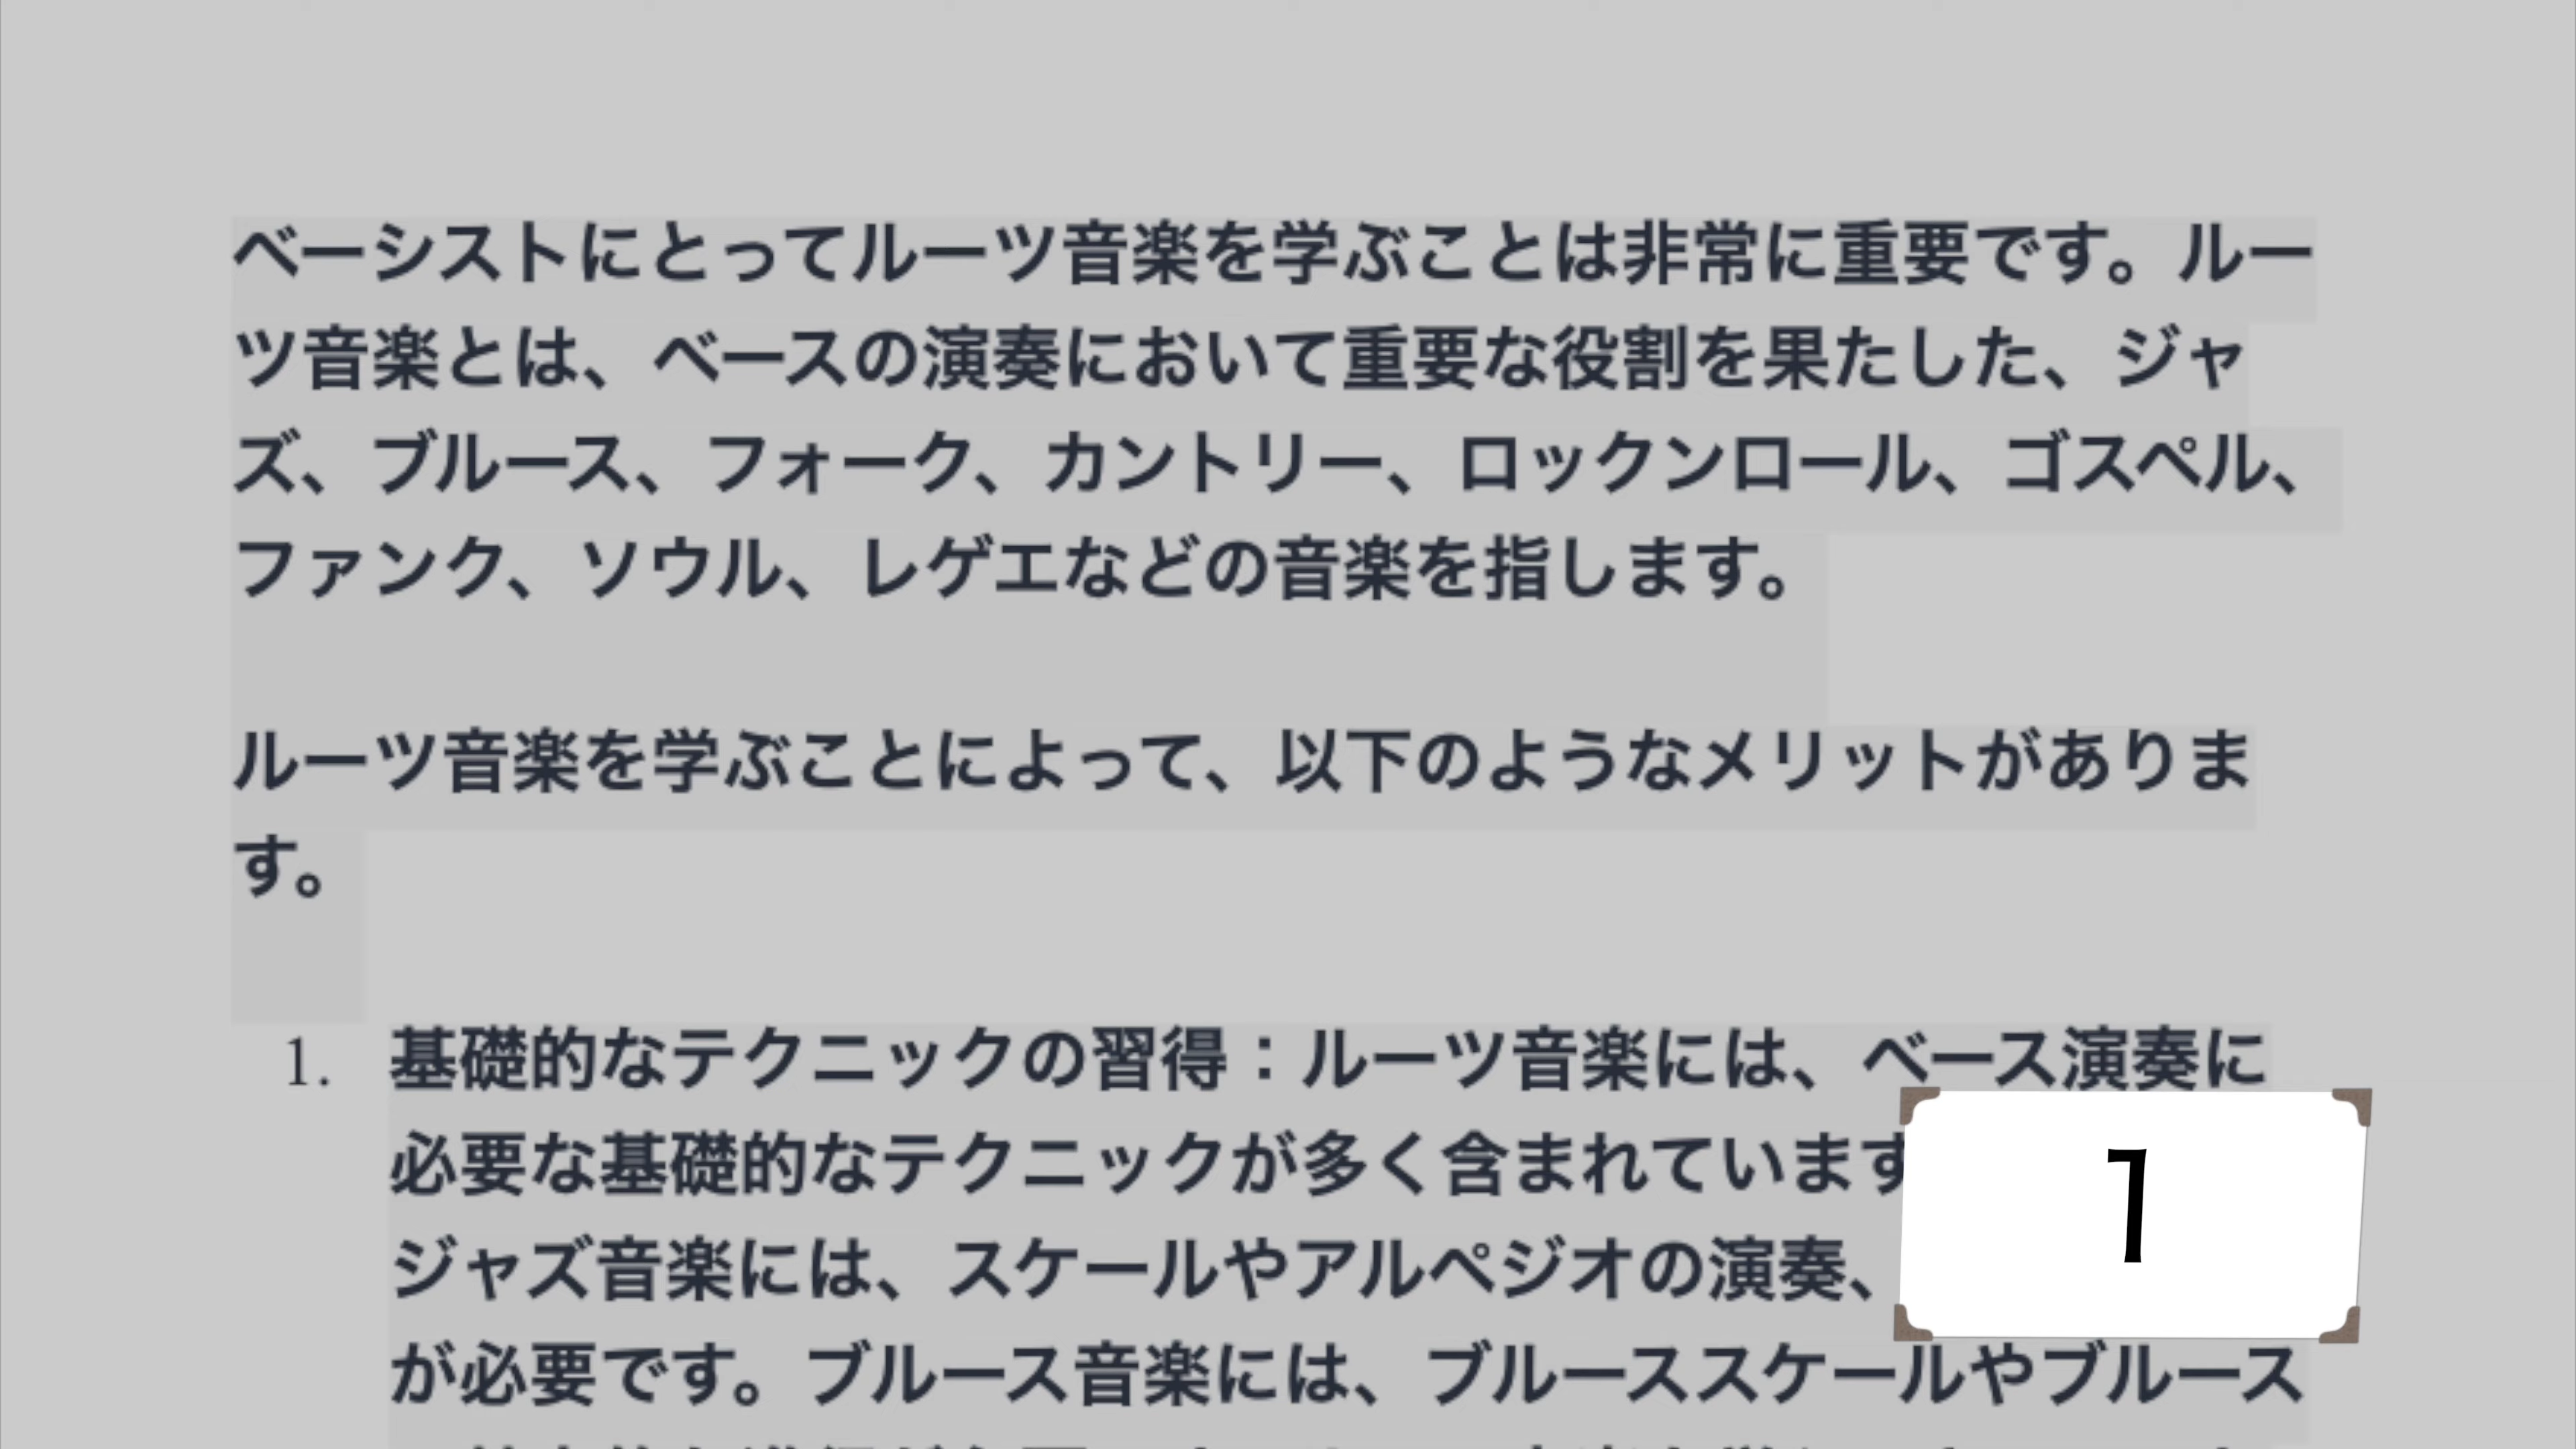 ベーシストにとってルーツ音楽を学ぶことは非常に重要です。ルー
ツ音楽とは、ベースの演奏において重要な役割を果たした、ジャ
ズ、ブルース、フォーク、カントリー、ロックンロール、ゴスペル、
ファンク、ソウル、レゲエなどの音楽を指します。
ルーツ音楽を学ぶことによって、以下のようなメリットがありま
す。
1. 基礎的なテクニックの習得：ルーツ音楽には、ベース演奏に
必要な基礎的なテクニックが多く含まれています
ジャズ音楽には、スケールやアルペジオの演奏、
が必要です。ブルース音楽には、ブルーススケールやブルース
1